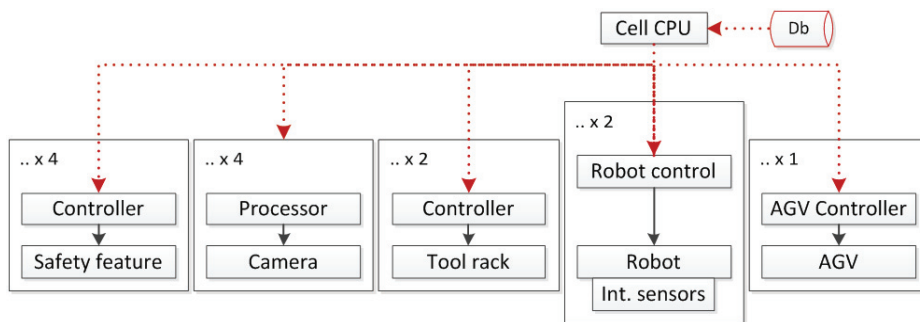 Cell CPU
Db
.. x 4
Controller
Safety feature
.. x 4
Processor
Camera
.. x 2
Controller
Tool rack
.. x 2
Robot control
Robot
Int. sensors
.. x 1
AGV Controller
AGV